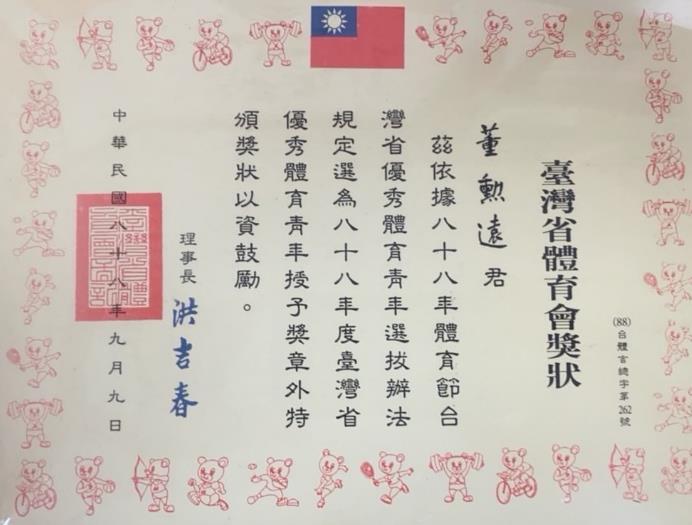 (88)台體言總字第262號
臺灣省體育會獎狀
董勲遠君
茲依據八十八年體育節台
灣省優秀體育青年選拔辦法
規定選為八十八年度臺灣省
優秀體育青年授予獎章外特
頒獎狀以資鼓勵。
理事長 洪吉春
中華民國八十八年九月九日